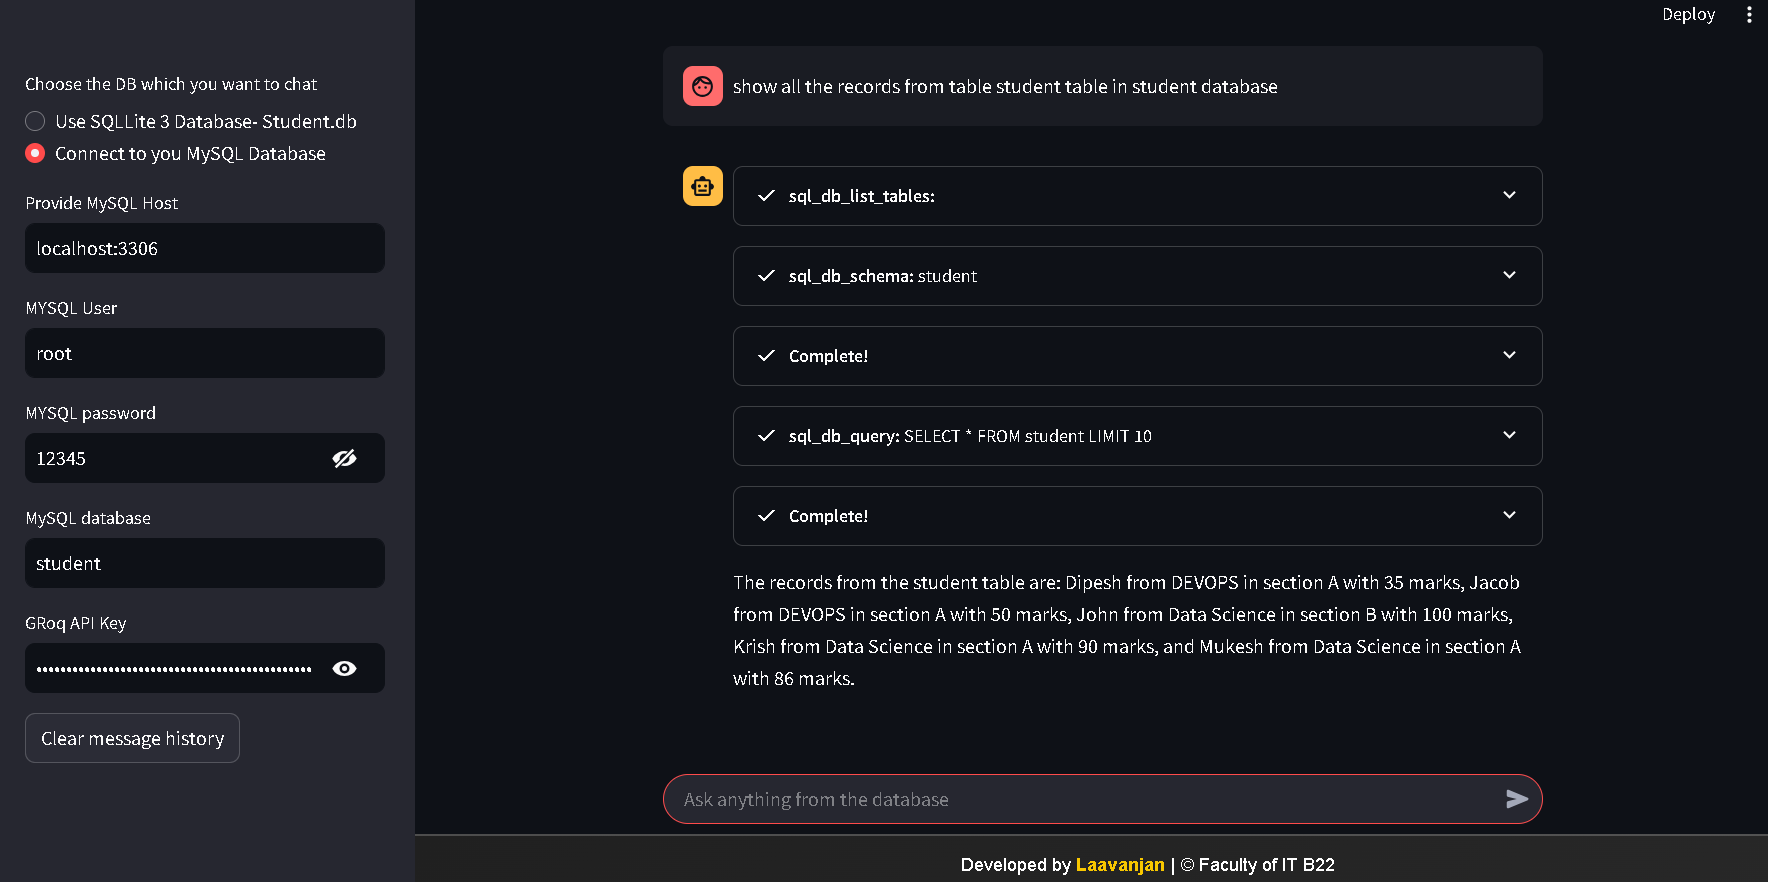 Choose the DB which you want to chat
Use SQLLite 3 Database- Student.db
Connect to you MySQL Database
Provide MySQL Host
localhost:3306
MYSQL User
root
MYSQL password
12345
MySQL database
student
GRoq API Key
Clear message history
Deploy
show all the records from table student table in student database
sql_db_list_tables:
sql_db_schema: student
Complete!
sql_db_query: SELECT * FROM student LIMIT 10
Complete!
The records from the student table are: Dipesh from DEVOPS in section A with 35 marks, Jacob
from DEVOPS in section A with 50 marks, John from Data Science in section B with 100 marks,
Krish from Data Science in section A with 90 marks, and Mukesh from Data Science in section A
with 86 marks.
Ask anything from the database
Developed by Laavanjan | © Faculty of IT B22